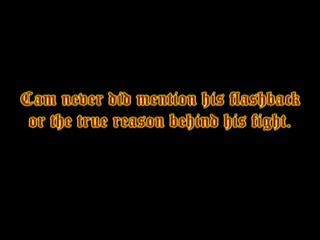 Cam never did mention his flashback
or the true reason behind his fight.